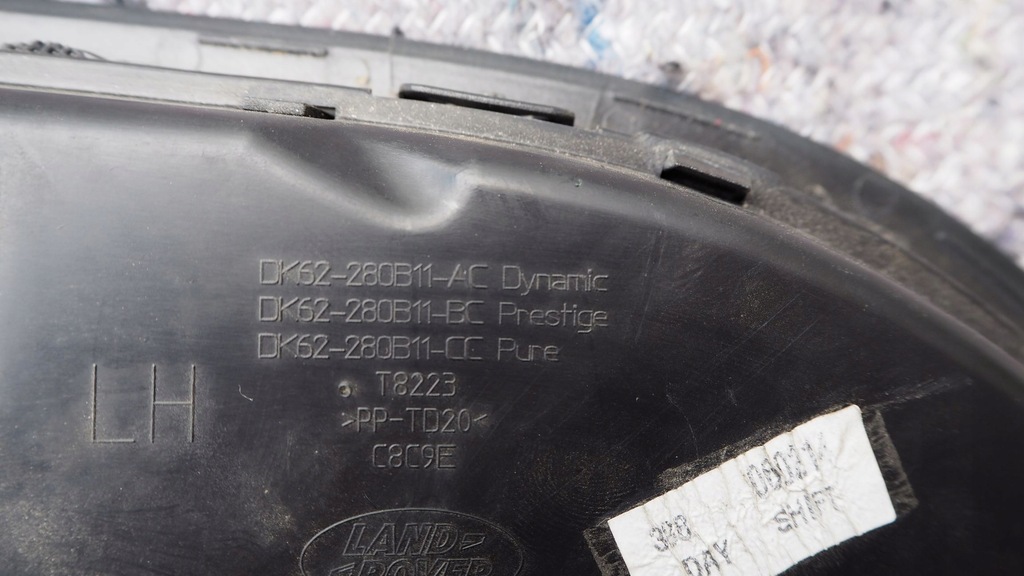 DK62-280B11-AC Dynamic
DK62-280B11-BC Prestige
DK62-280B11-CC Pure
LH
T8223
>PP-TD20<
C8C9E
LAND
ROVER
DAY SHIFT